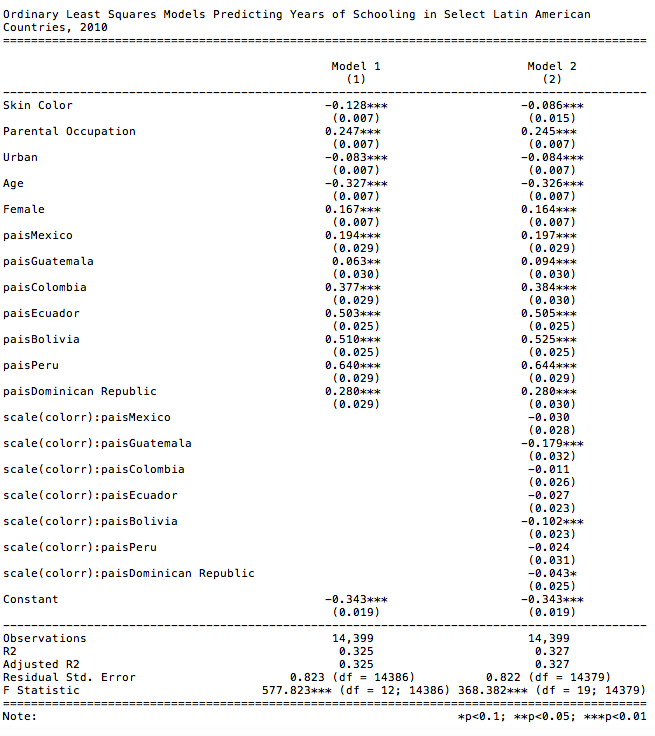 Ordinary Least Squares Models Predicting Years of Schooling in Select Latin American
Countries, 2010
================================================================================
Model 1 Model 2
(1) (2)
--------------------------------------------------------------------------------
Skin Color -0.128*** -0.086***
(0.007) (0.015)
Parental Occupation 0.247*** 0.245***
(0.007) (0.007)
Urban -0.083*** -0.084***
(0.007) (0.007)
Age -0.327*** -0.326***
(0.007) (0.007)
Female 0.167*** 0.164***
(0.007) (0.007)
paisMexico 0.194*** 0.197***
(0.029) (0.029)
paisGuatemala 0.063** 0.094***
(0.030) (0.030)
paisColombia 0.377*** 0.384***
(0.029) (0.030)
paisEcuador 0.503*** 0.505***
(0.025) (0.025)
paisBolivia 0.510*** 0.525***
(0.025) (0.025)
paisPeru 0.640*** 0.644***
(0.029) (0.029)
paisDominican Republic 0.280*** 0.280***
(0.029) (0.030)
scale(colorr):paisMexico -0.030
(0.028)
scale(colorr):paisGuatemala -0.179***
(0.032)
scale(colorr):paisColombia -0.011
(0.026)
scale(colorr):paisEcuador -0.027
(0.023)
scale(colorr):paisBolivia -0.102***
(0.023)
scale(colorr):paisPeru -0.024
(0.031)
scale(colorr):paisDominican Republic -0.043*
(0.025)
Constant -0.343*** -0.343***
(0.019) (0.019)
--------------------------------------------------------------------------------
Observations 14,399 14,399
R2 0.325 0.327
Adjusted R2 0.325 0.327
Residual Std. Error 0.823 (df = 14386) 0.822 (df = 14379)
F Statistic 577.823*** (df = 12; 14386) 368.382*** (df = 19; 14379)
================================================================================
Note: *p<0.1; **p<0.05; ***p<0.01